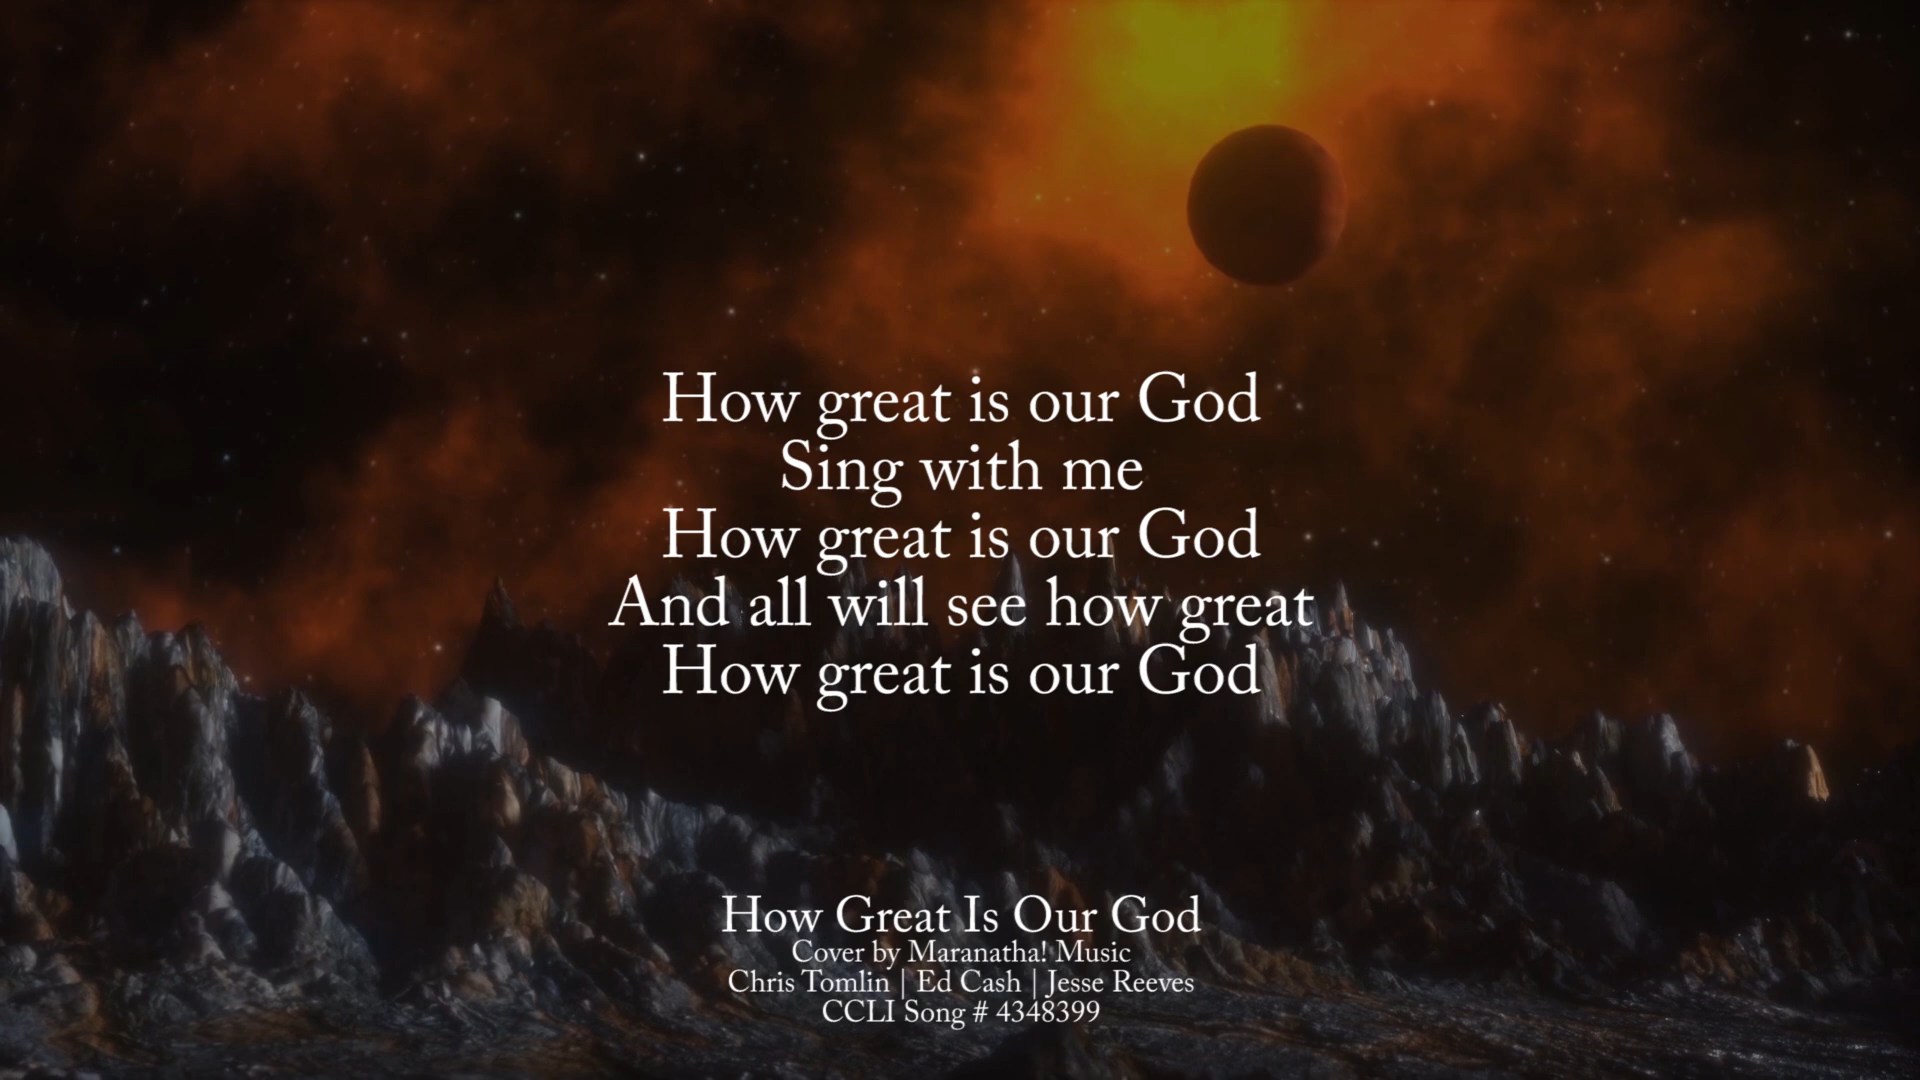 How great is our God
Sing with me
How great is our God
And all will see how great
How great is our God
How Great Is Our God
Cover by Maranatha! Music
Chris Tomlin | Ed Cash | Jesse Reeves
CCLI Song # 4348399